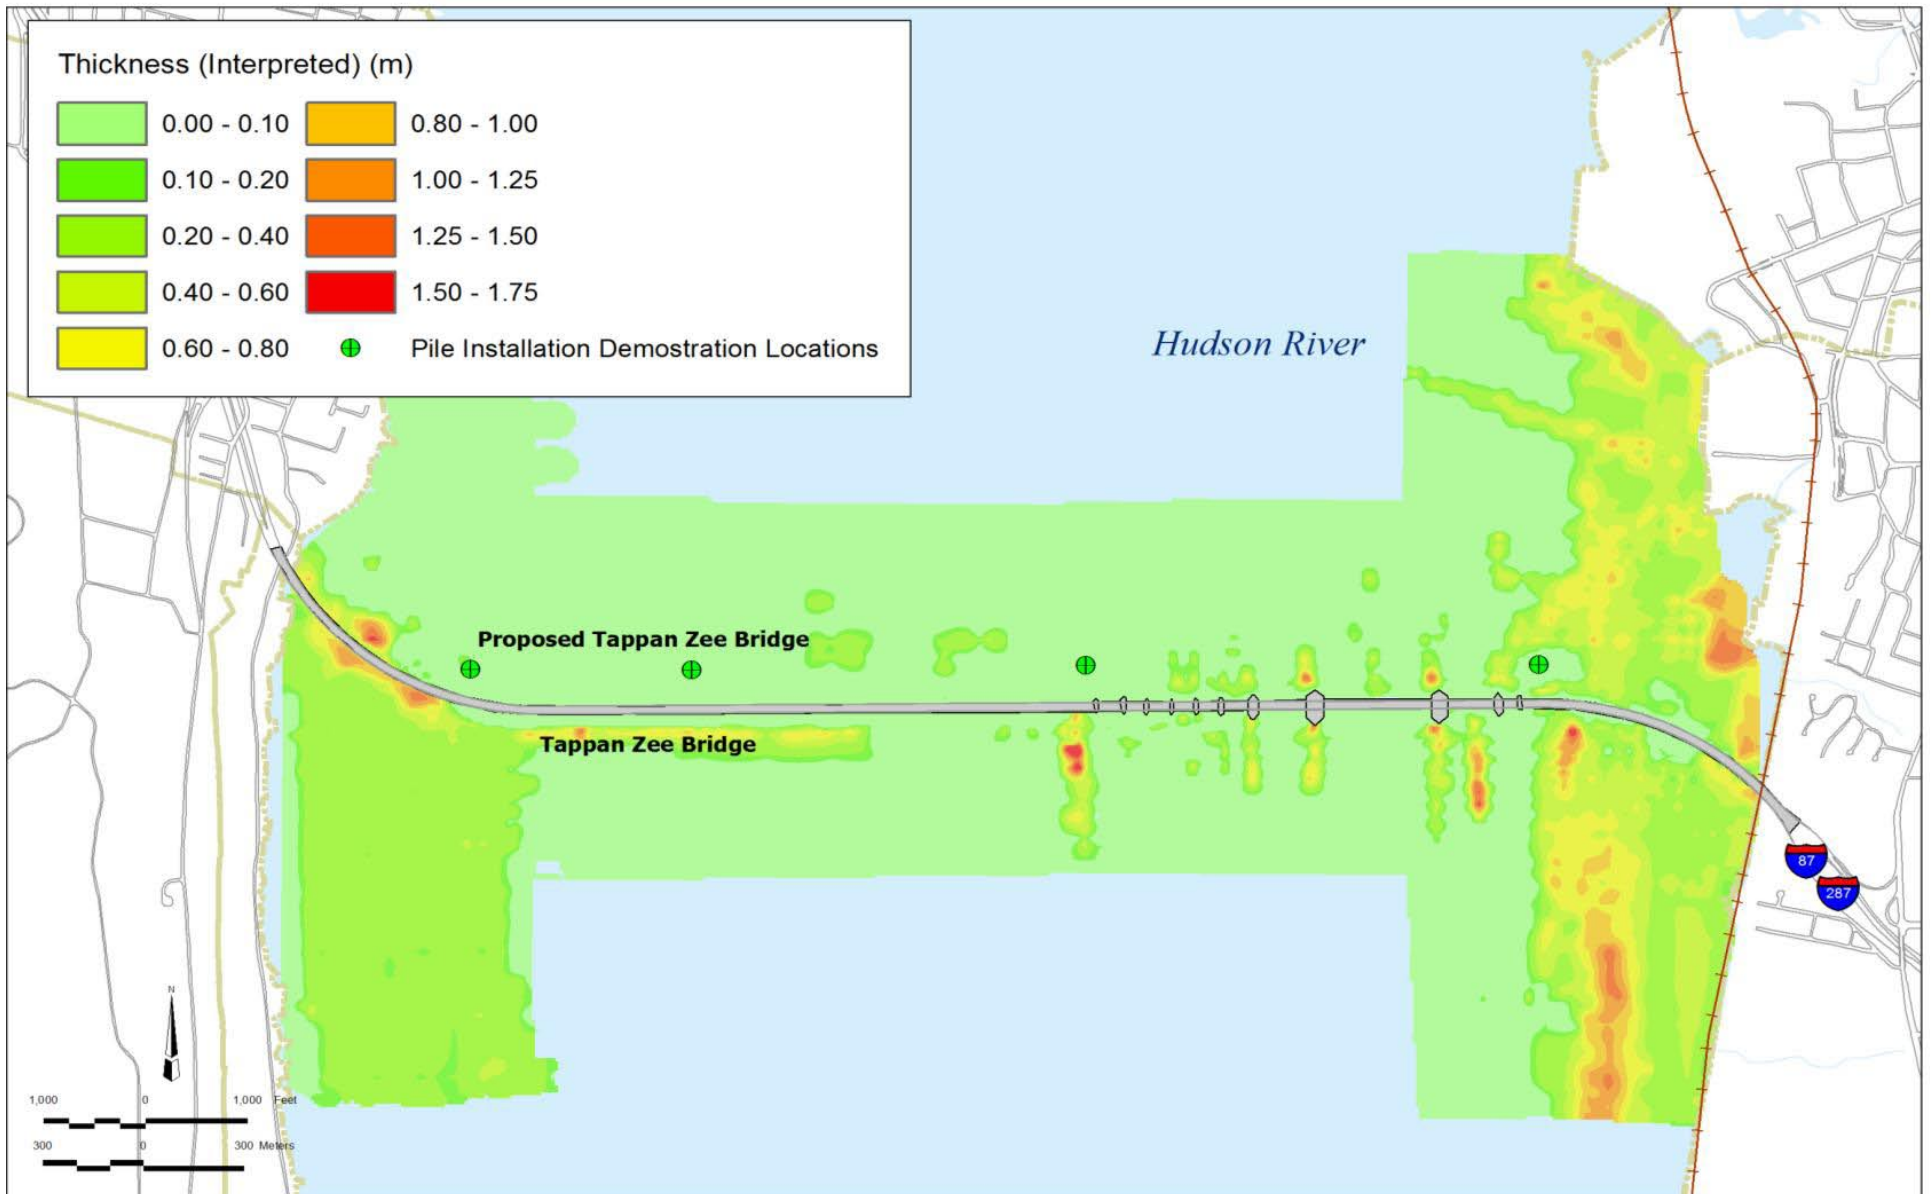 Thickness (Interpreted) (m)
0.00 - 0.10
0.80 - 1.00
0.10 - 0.20
1.00 - 1.25
0.20 - 0.40
1.25 - 1.50
0.40 - 0.60
1.50 - 1.75
0.60 - 0.80
Pile Installation Demostration Locations
Hudson River
Proposed Tappan Zee Bridge
Tappan Zee Bridge
87
287
N
1,000 0 1,000 Feet
300 0 300 Meters